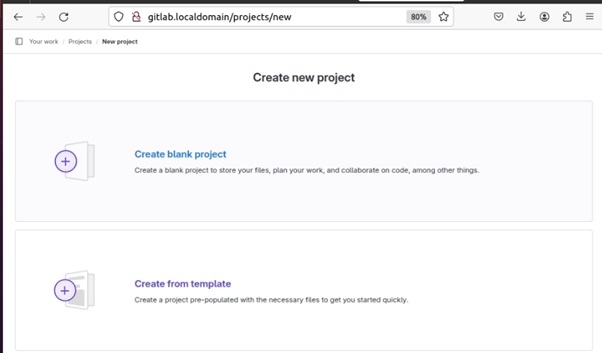 gitlab.localdomain/projects/new
80%
Your work / Projects / New project
Create new project
Create blank project
Create a blank project to store your files, plan your work, and collaborate on code, among other things.
Create from template
Create a project pre-populated with the necessary files to get you started quickly.